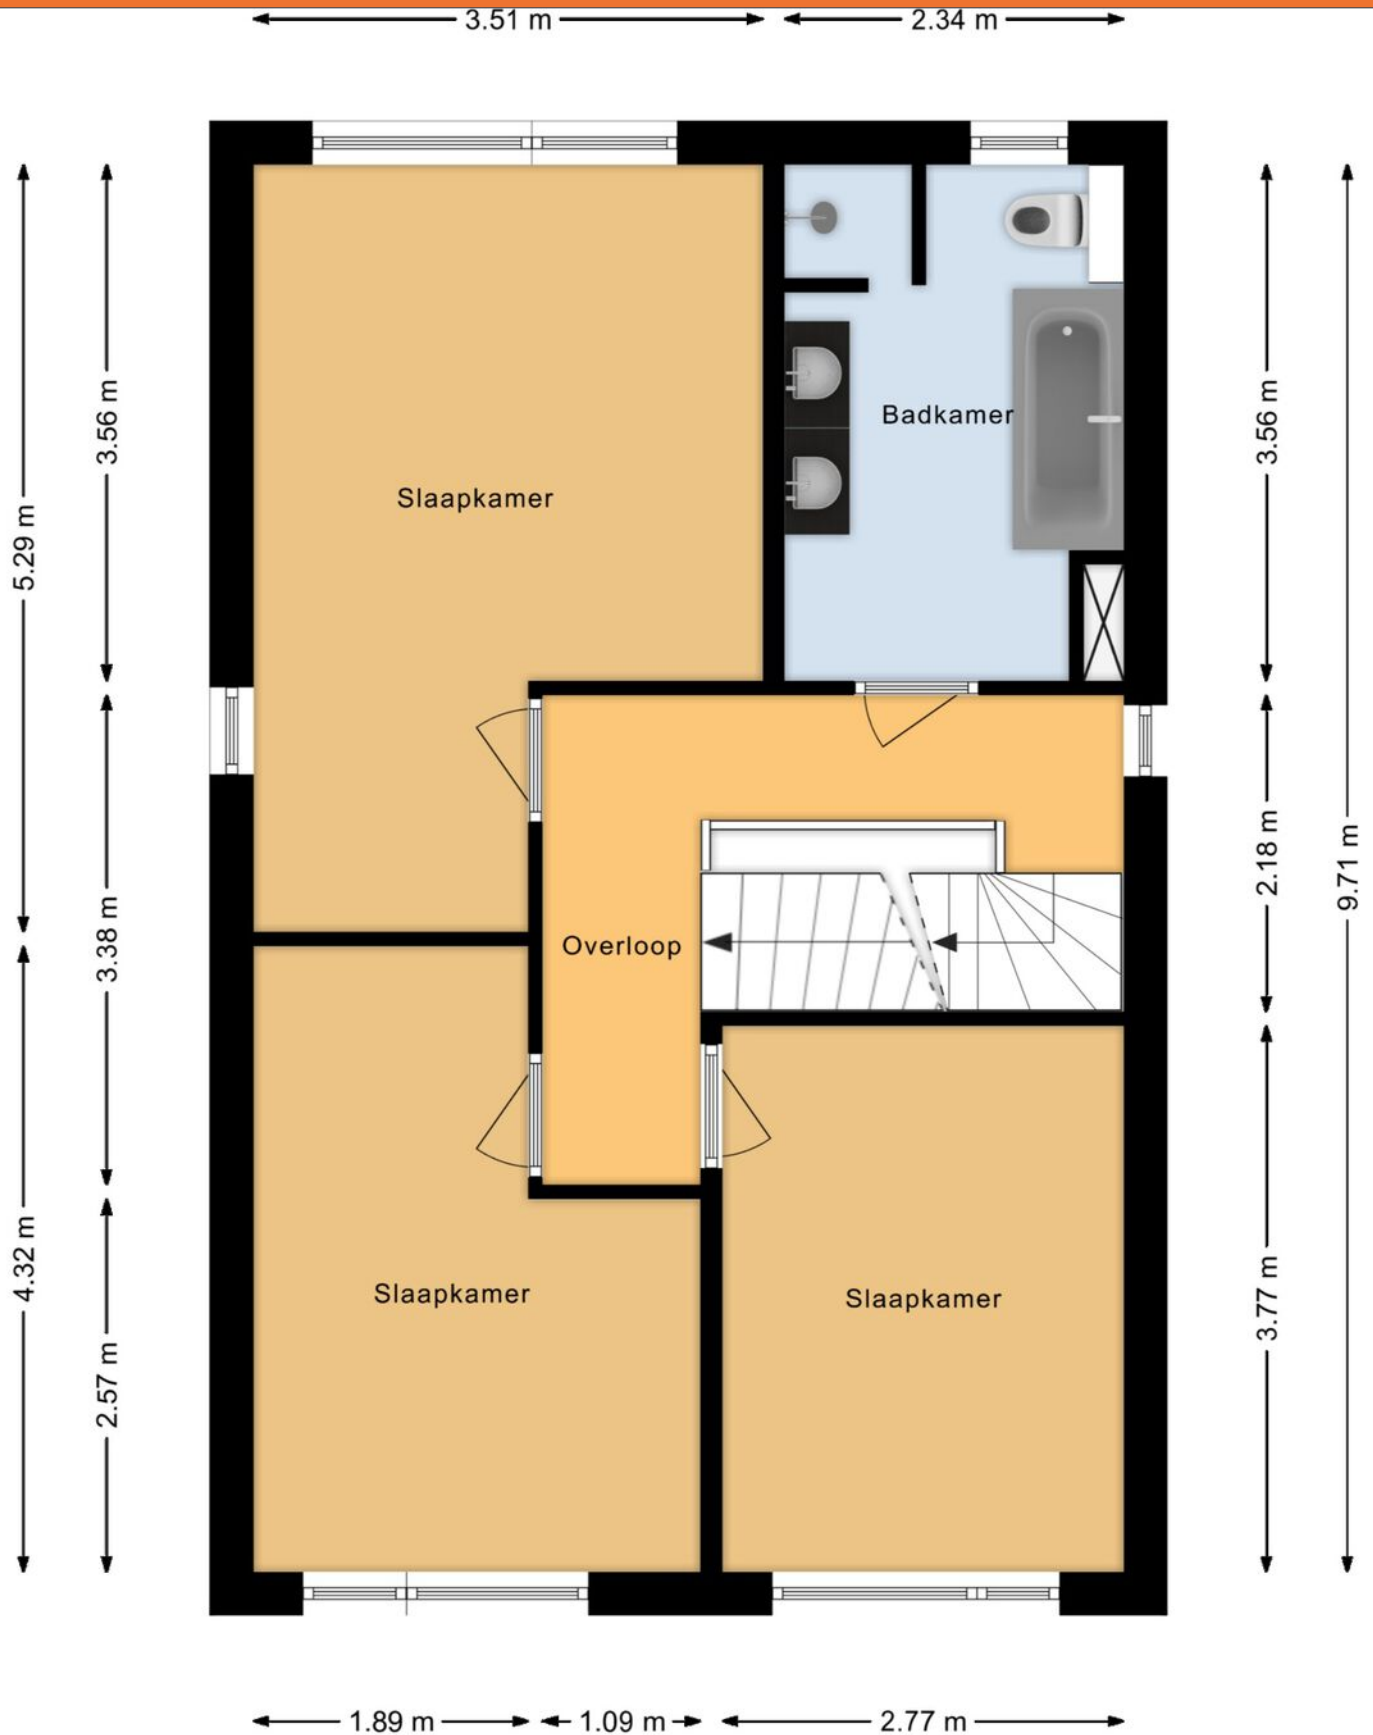 3.51 m
2.34 m
3.56 m
3.56 m
Badkamer
Slaapkamer
5.29 m
2.18 m
9.71 m
3.38 m
Overloop
4.32 m
Slaapkamer
Slaapkamer
3.77 m
2.57 m
1.89 m
1.09 m
2.77 m